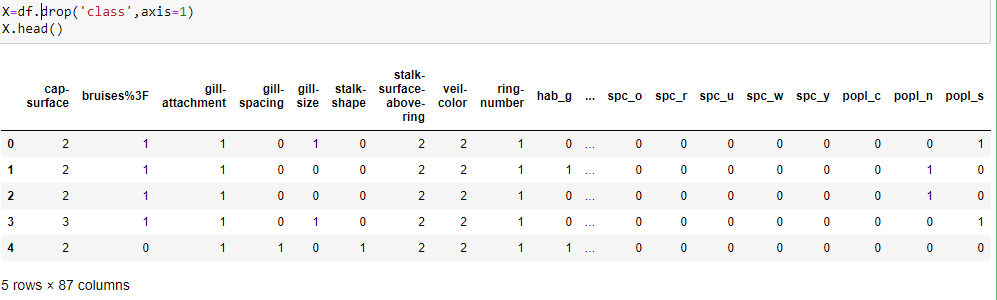 X=df.drop('class',axis=1)
X.head()
cap-surface bruises%3F gill-attachment gill-spacing gill-size stalk-shape stalk-surface-above-ring veil-color ring-number hab_g ... spc_o spc_r spc_u spc_w spc_y popl_c popl_n popl_s
0 2 1 1 0 1 0 2 2 1 0 ... 0 0 0 0 0 0 0 1
1 2 1 1 0 0 0 2 2 1 1 ... 0 0 0 0 0 0 1 0
2 2 1 1 0 0 0 2 2 1 0 ... 0 0 0 0 0 0 1 0
3 3 1 1 0 1 0 2 2 1 0 ... 0 0 0 0 0 0 0 1
4 2 0 1 1 0 1 2 2 1 1 ... 0 0 0 0 0 0 0 0
5 rows × 87 columns